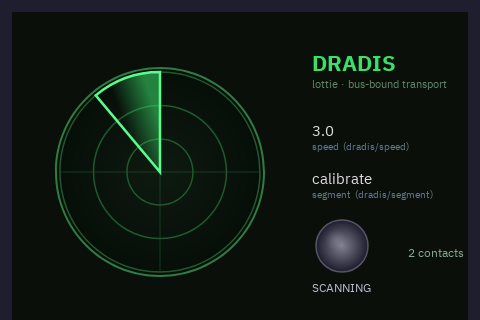 DRADIS
lottie · bus-bound transport
3.0
speed (dradis/speed)
calibrate
segment (dradis/segment)
2 contacts
SCANNING